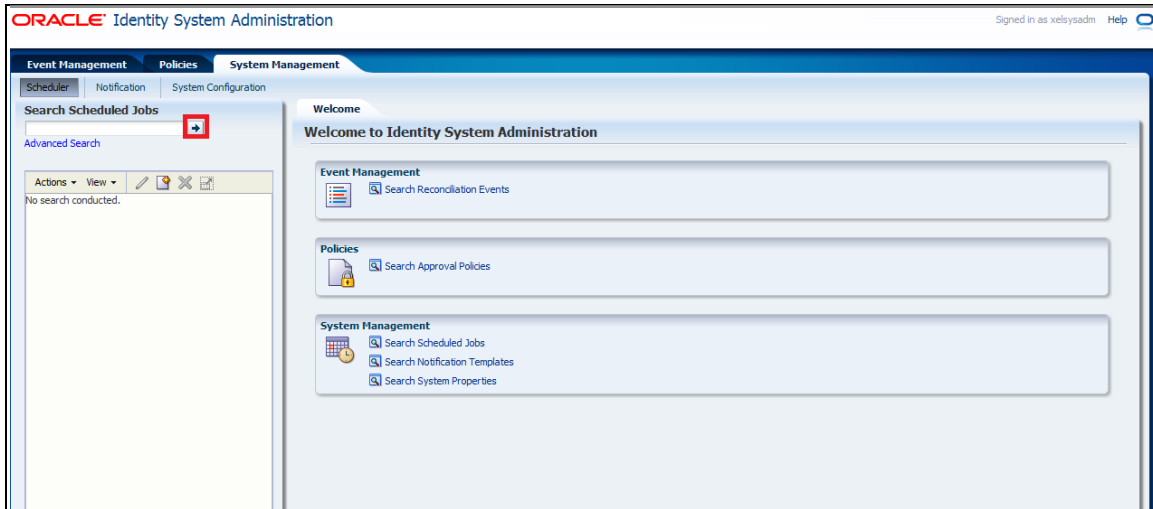 ORACLE Identity System Administration
Signed in as xelsysadm Help
Event Management Policies System Management
Scheduler Notification System Configuration
Search Scheduled Jobs
Advanced Search
Actions View
No search conducted.
Welcome
Welcome to Identity System Administration
Event Management
Search Reconciliation Events
Policies
Search Approval Policies
System Management
Search Scheduled Jobs
Search Notification Templates
Search System Properties